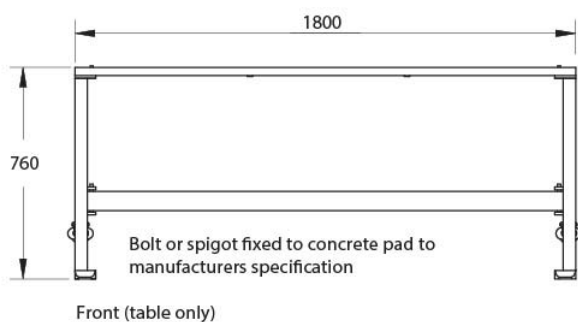 1800
760
Bolt or spigot fixed to concrete pad to
manufacturers specification
Front (table only)